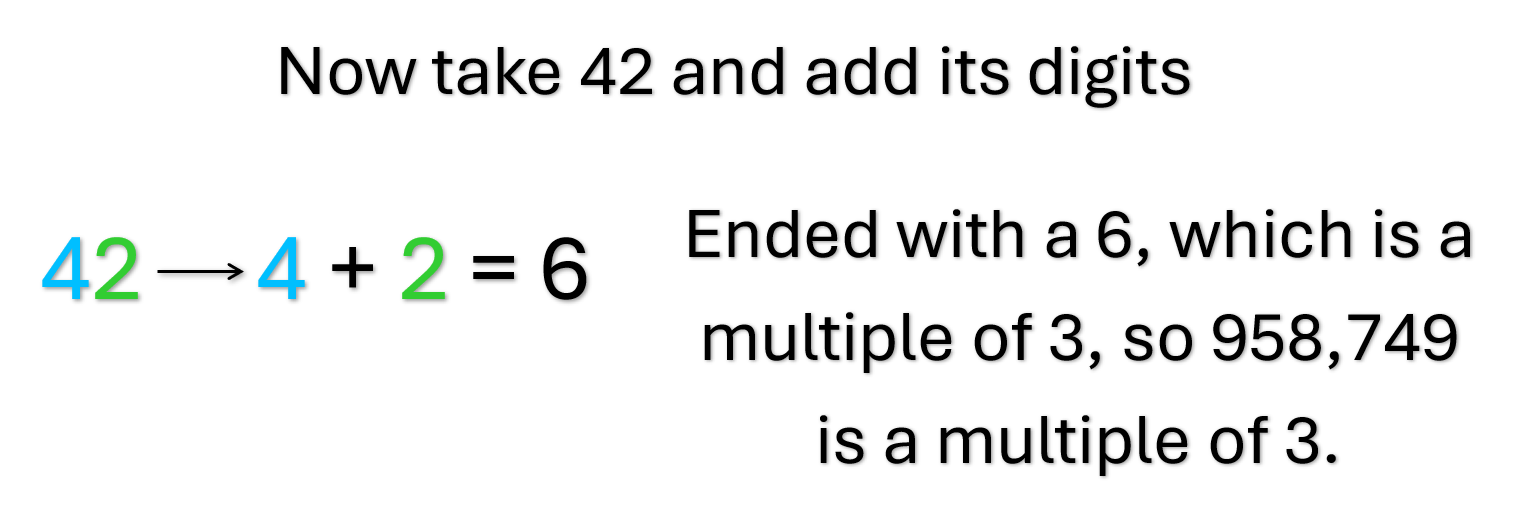 Now take 42 and add its digits
42 → 4 + 2 = 6
Ended with a 6, which is a
multiple of 3, so 958,749
is a multiple of 3.